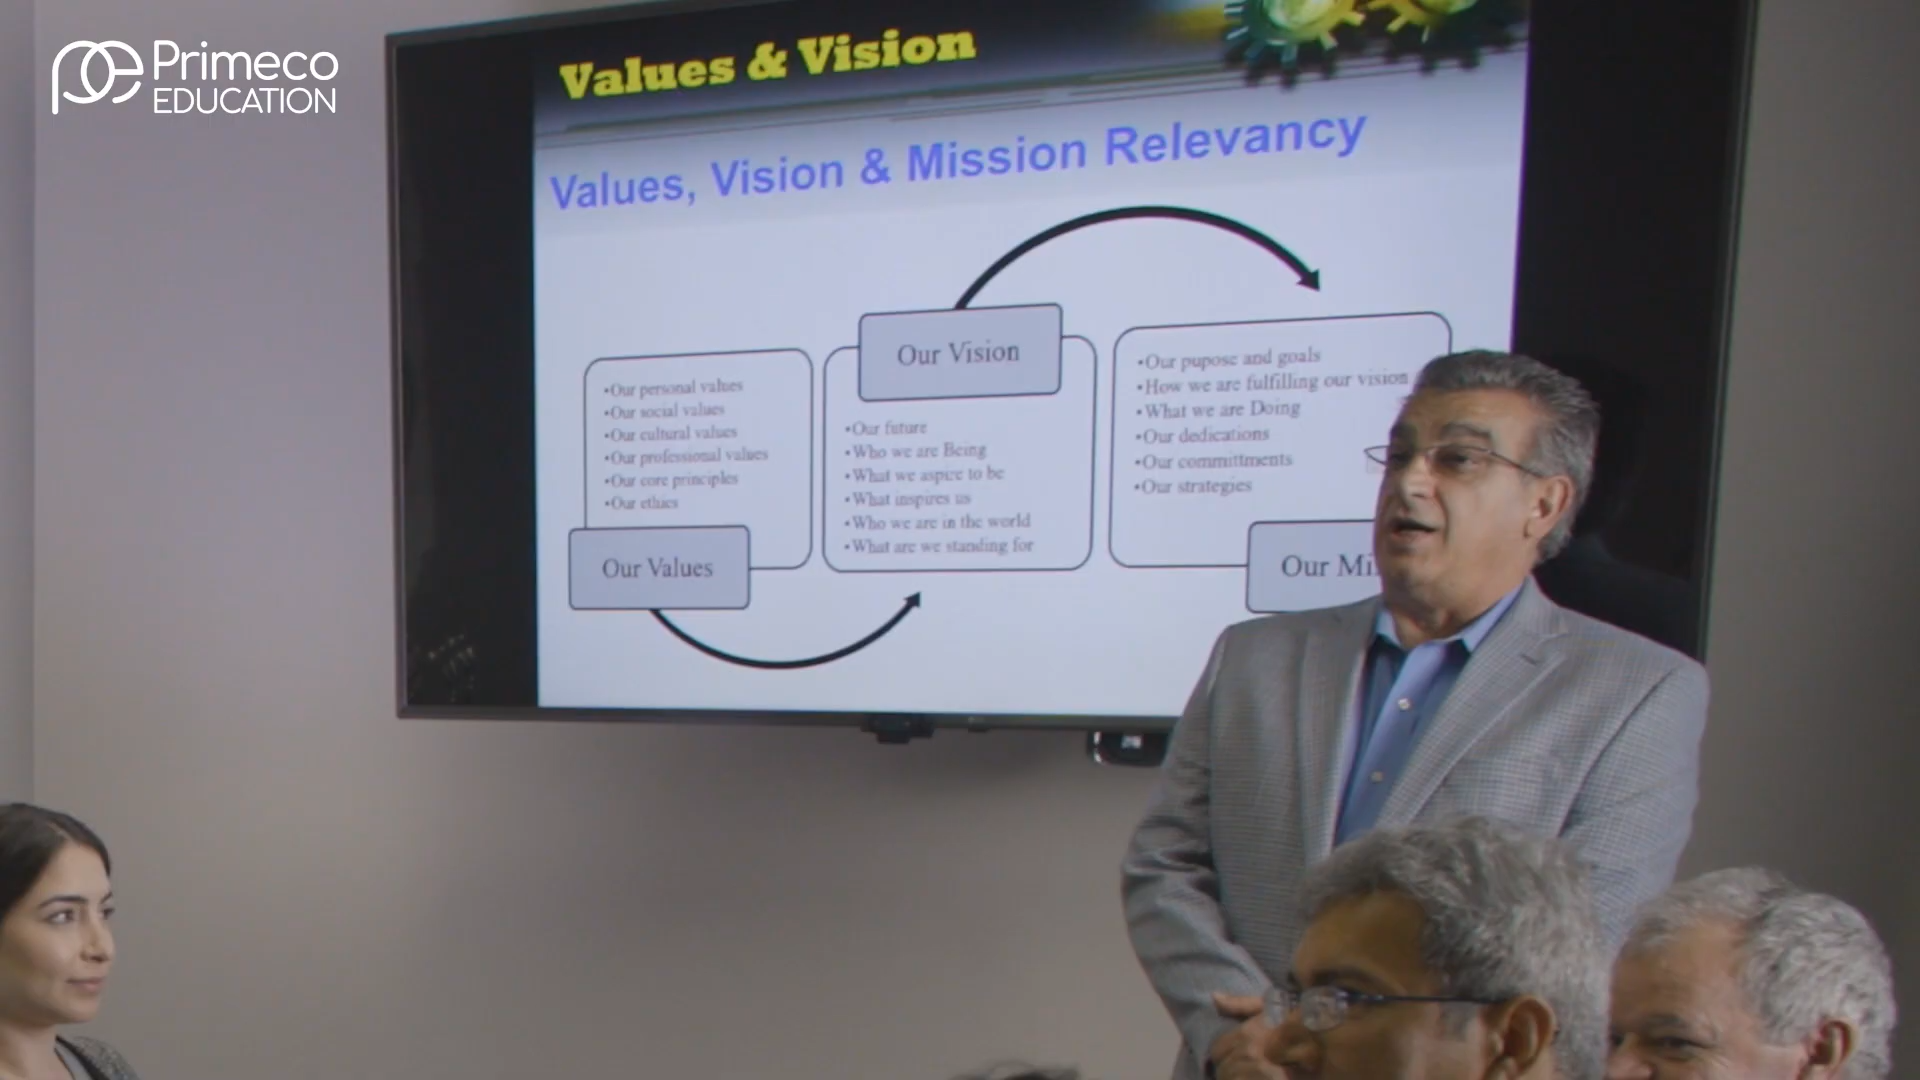 Primeco
EDUCATION
Values & Vision
Values, Vision & Mission Relevancy
•Our personal values
•Our social values
•Our cultural values
•Our professional values
•Our core principles
•Our ethics
Our Values
Our Vision
•Our future
•Who we are Being
•What we aspire to be
•What inspires us
•Who we are in the world
•What are we standing for
•Our pupose and goals
•How we are fulfilling our vision
•What we are Doing
•Our dedications
•Our committments
•Our strategies
Our Mi